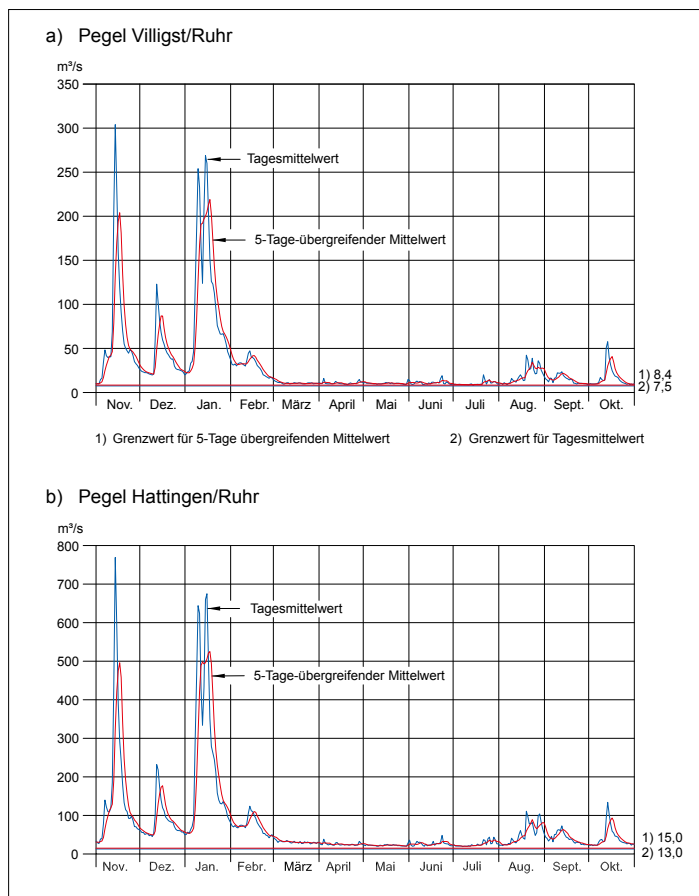 a) Pegel Villigst/Ruhr
m³/s
350
300
250
200
150
100
50
0
Tagesmittelwert
5-Tage-übergreifender Mittelwert
1) 8,4
2) 7,5
Nov. Dez. Jan. Febr. März April Mai Juni Juli Aug. Sept. Okt.
1) Grenzwert für 5-Tage übergreifenden Mittelwert 2) Grenzwert für Tagesmittelwert
b) Pegel Hattingen/Ruhr
m³/s
800
700
600
500
400
300
200
100
0
Tagesmittelwert
5-Tage-übergreifender Mittelwert
1) 15,0
2) 13,0
Nov. Dez. Jan. Febr. März April Mai Juni Juli Aug. Sept. Okt.